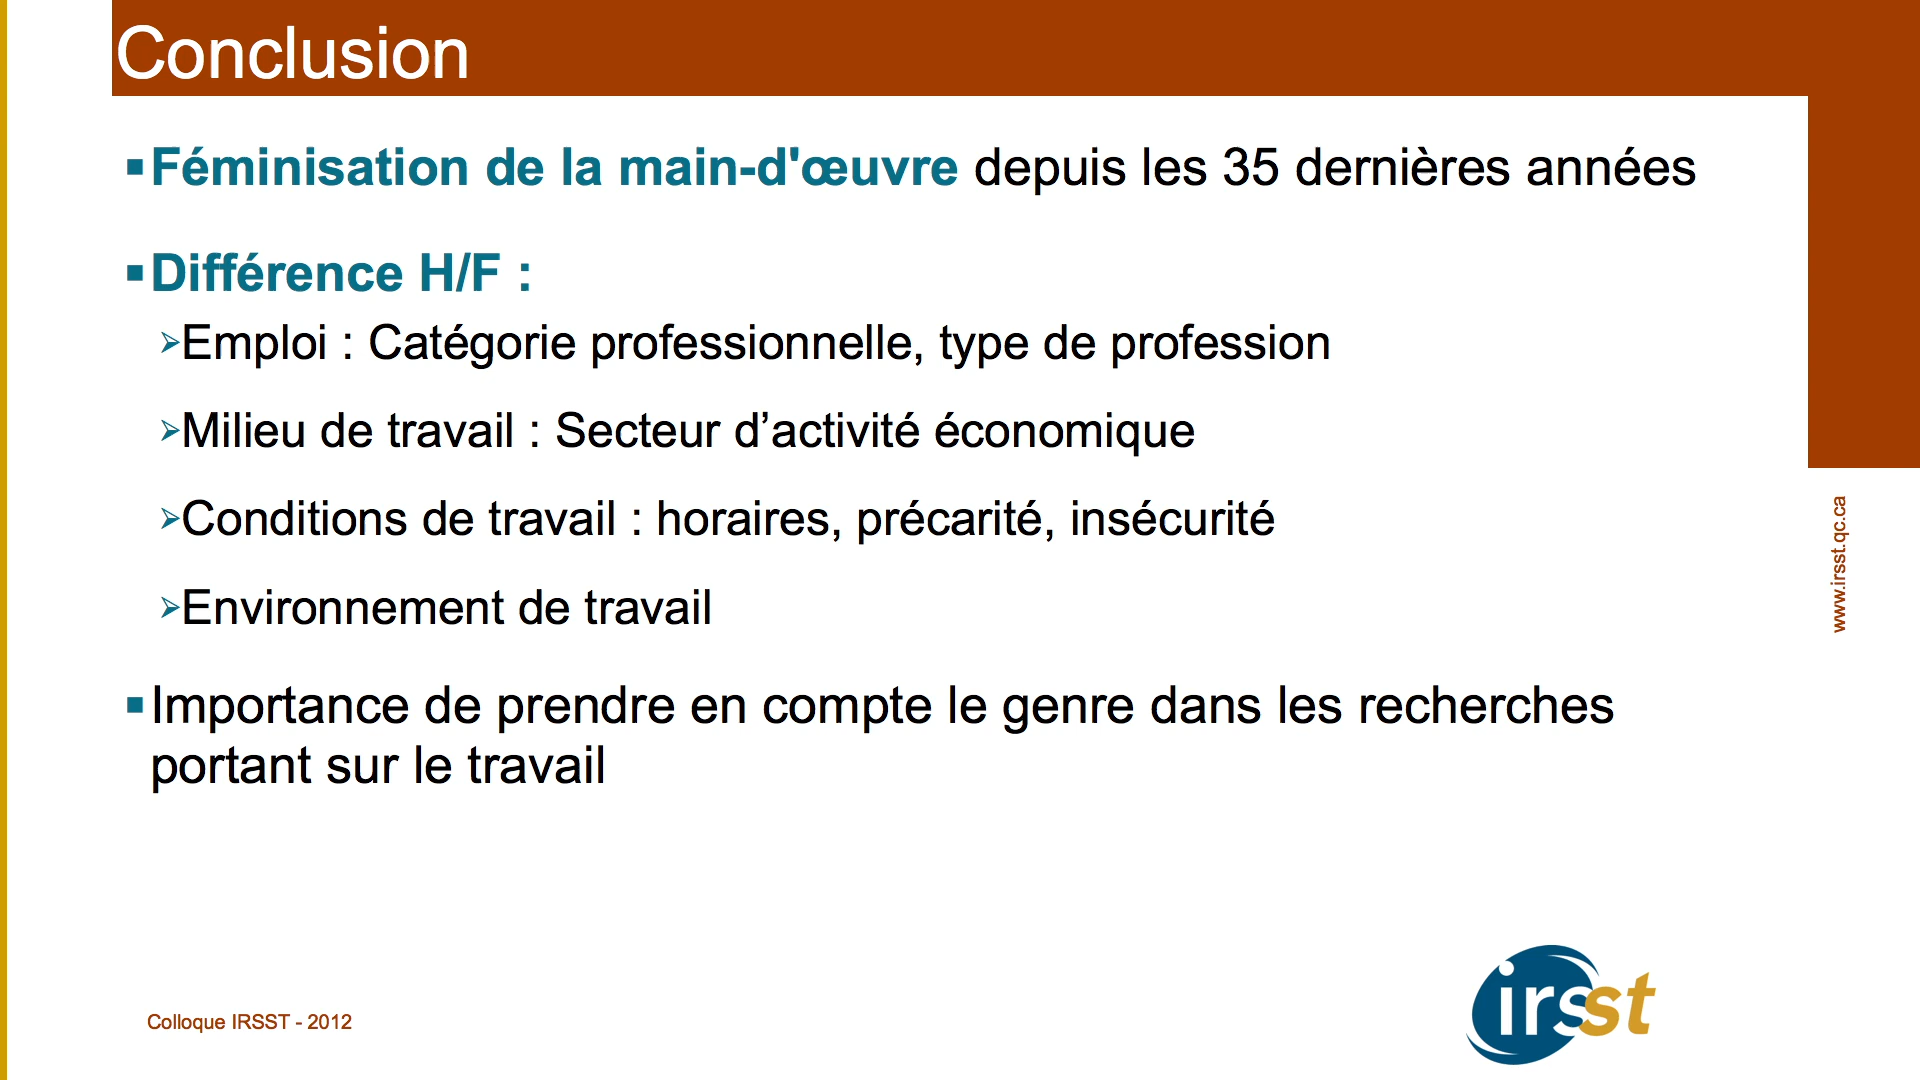 Conclusion
▪Féminisation de la main-d'œuvre depuis les 35 dernières années
▪Différence H/F :
➢Emploi : Catégorie professionnelle, type de profession
➢Milieu de travail : Secteur d’activité économique
➢Conditions de travail : horaires, précarité, insécurité
➢Environnement de travail
▪Importance de prendre en compte le genre dans les recherches
portant sur le travail
www.irsst.qc.ca
Colloque IRSST - 2012
irsst